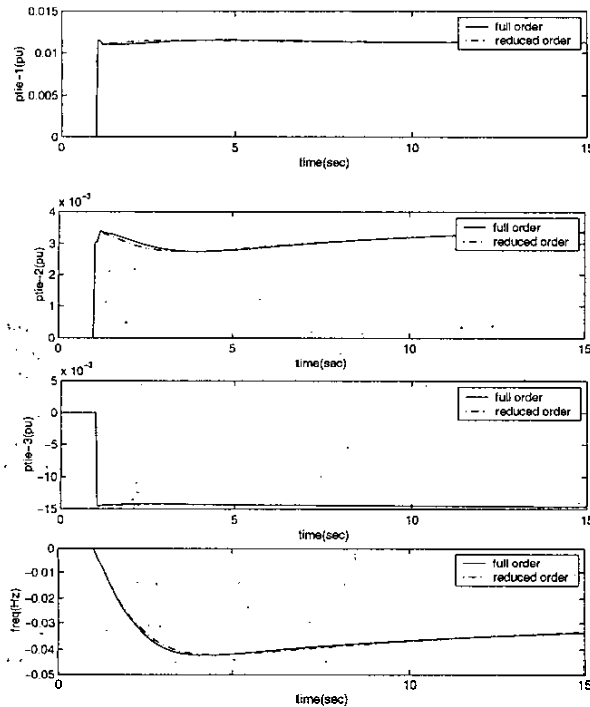 0.015
0.01
0.005
0
ptie-1(pu)
full order
reduced order
0 5 10 15
time(sec)
x 10⁻³
4
3
2
1
0
ptie-2(pu)
full order
reduced order
0 5 10 15
time(sec)
x 10⁻³
5
0
-5
-10
-15
ptie-3(pu)
full order
reduced order
0 5 10 15
time(sec)
0
-0.01
-0.02
-0.03
-0.04
-0.05
freq(Hz)
full order
reduced order
0 5 10 15
time(sec)